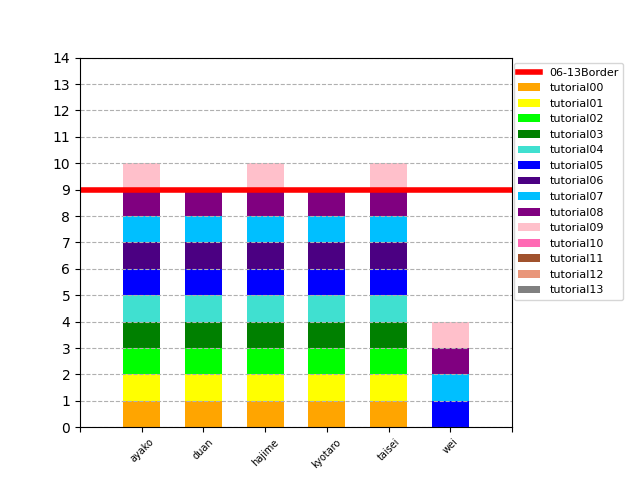 14
13
12
11
10
9
8
7
6
5
4
3
2
1
0
ayako
duan
hajime
kyotaro
taisei
wei
06-13Border
tutorial00
tutorial01
tutorial02
tutorial03
tutorial04
tutorial05
tutorial06
tutorial07
tutorial08
tutorial09
tutorial10
tutorial11
tutorial12
tutorial13